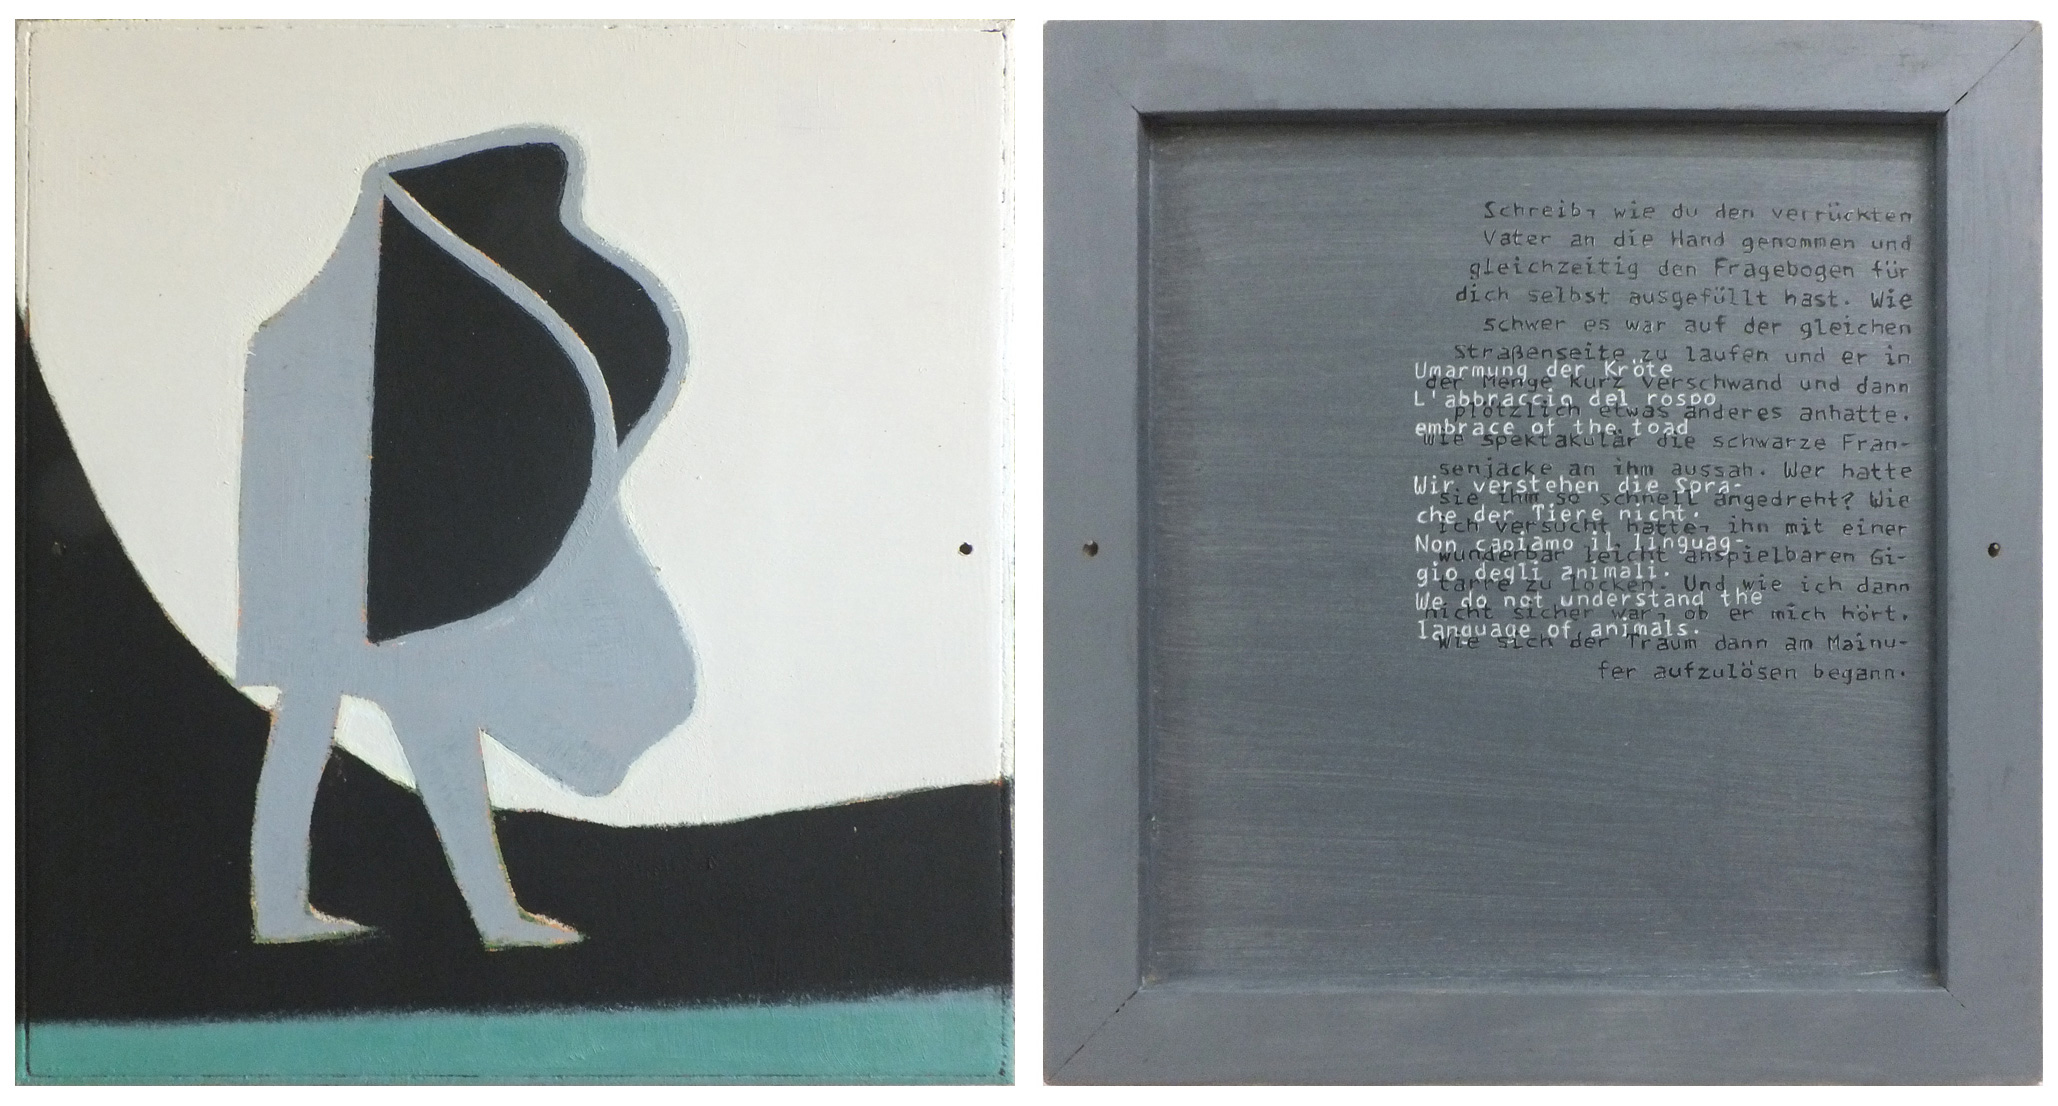 Schreib, wie du den verrückten
Vater an die Hand genommen und
gleichzeitig den Fragebogen für
dich selbst ausgefüllt hast. Wie
schwer es war auf der gleichen
Straßenseite zu laufen und er in
der Menge kurz verschwand und dann
plötzlich etwas anderes anhatte.
Wie spektakulär die schwarze Fran-
senjacke an ihm aussah. Wer hatte
sie ihm so schnell angedreht? Wie
ich versucht hatte, ihn mit einer
wunderbar leicht anspielbaren Gi-
tarre zu locken. Und wie ich dann
nicht sicher war, ob er mich hört.
Wie sich der Traum dann am Mainu-
fer aufzulösen begann.
Umarmung der Kröte
L'abbraccio del rospo
embrace of the toad
Wir verstehen die Spra-
che der Tiere nicht.
Non capiamo il linguag-
gio degli animali.
We do not understand the
language of animals.